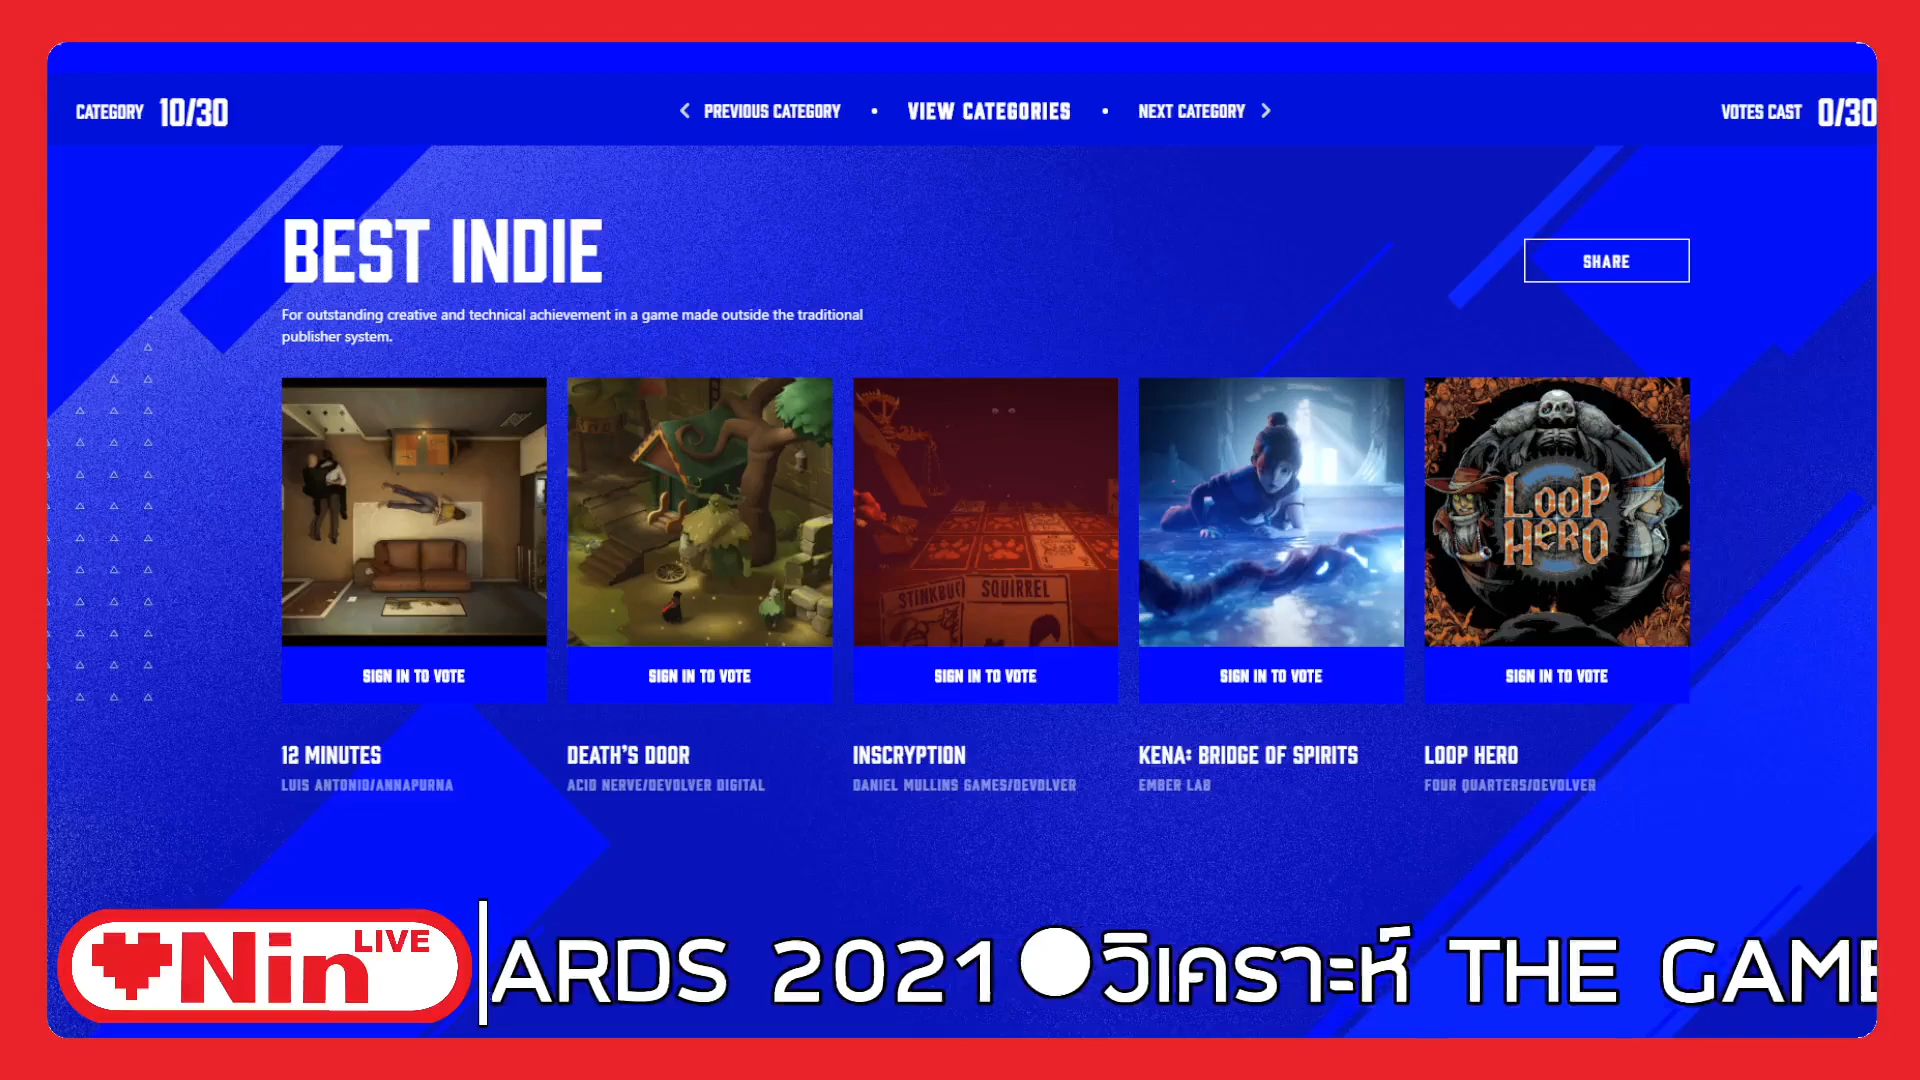 CATEGORY 10/30
PREVIOUS CATEGORY • VIEW CATEGORIES • NEXT CATEGORY
VOTES CAST 0/30
BEST INDIE
SHARE
For outstanding creative and technical achievement in a game made outside the traditional
publisher system.
STINKBUG SQUIRREL
LOOP
HERO
SIGN IN TO VOTE
SIGN IN TO VOTE
SIGN IN TO VOTE
SIGN IN TO VOTE
SIGN IN TO VOTE
12 MINUTES
LUIS ANTONIO/ANNAPURNA
DEATH'S DOOR
ACID NERVE/DEVOLVER DIGITAL
INSCRYPTION
DANIEL MULLINS GAMES/DEVOLVER
KENA: BRIDGE OF SPIRITS
EMBER LAB
LOOP HERO
FOUR QUARTERS/DEVOLVER
Nin LIVE
ARDS 2021 ● วิเคราะห์ THE GAME